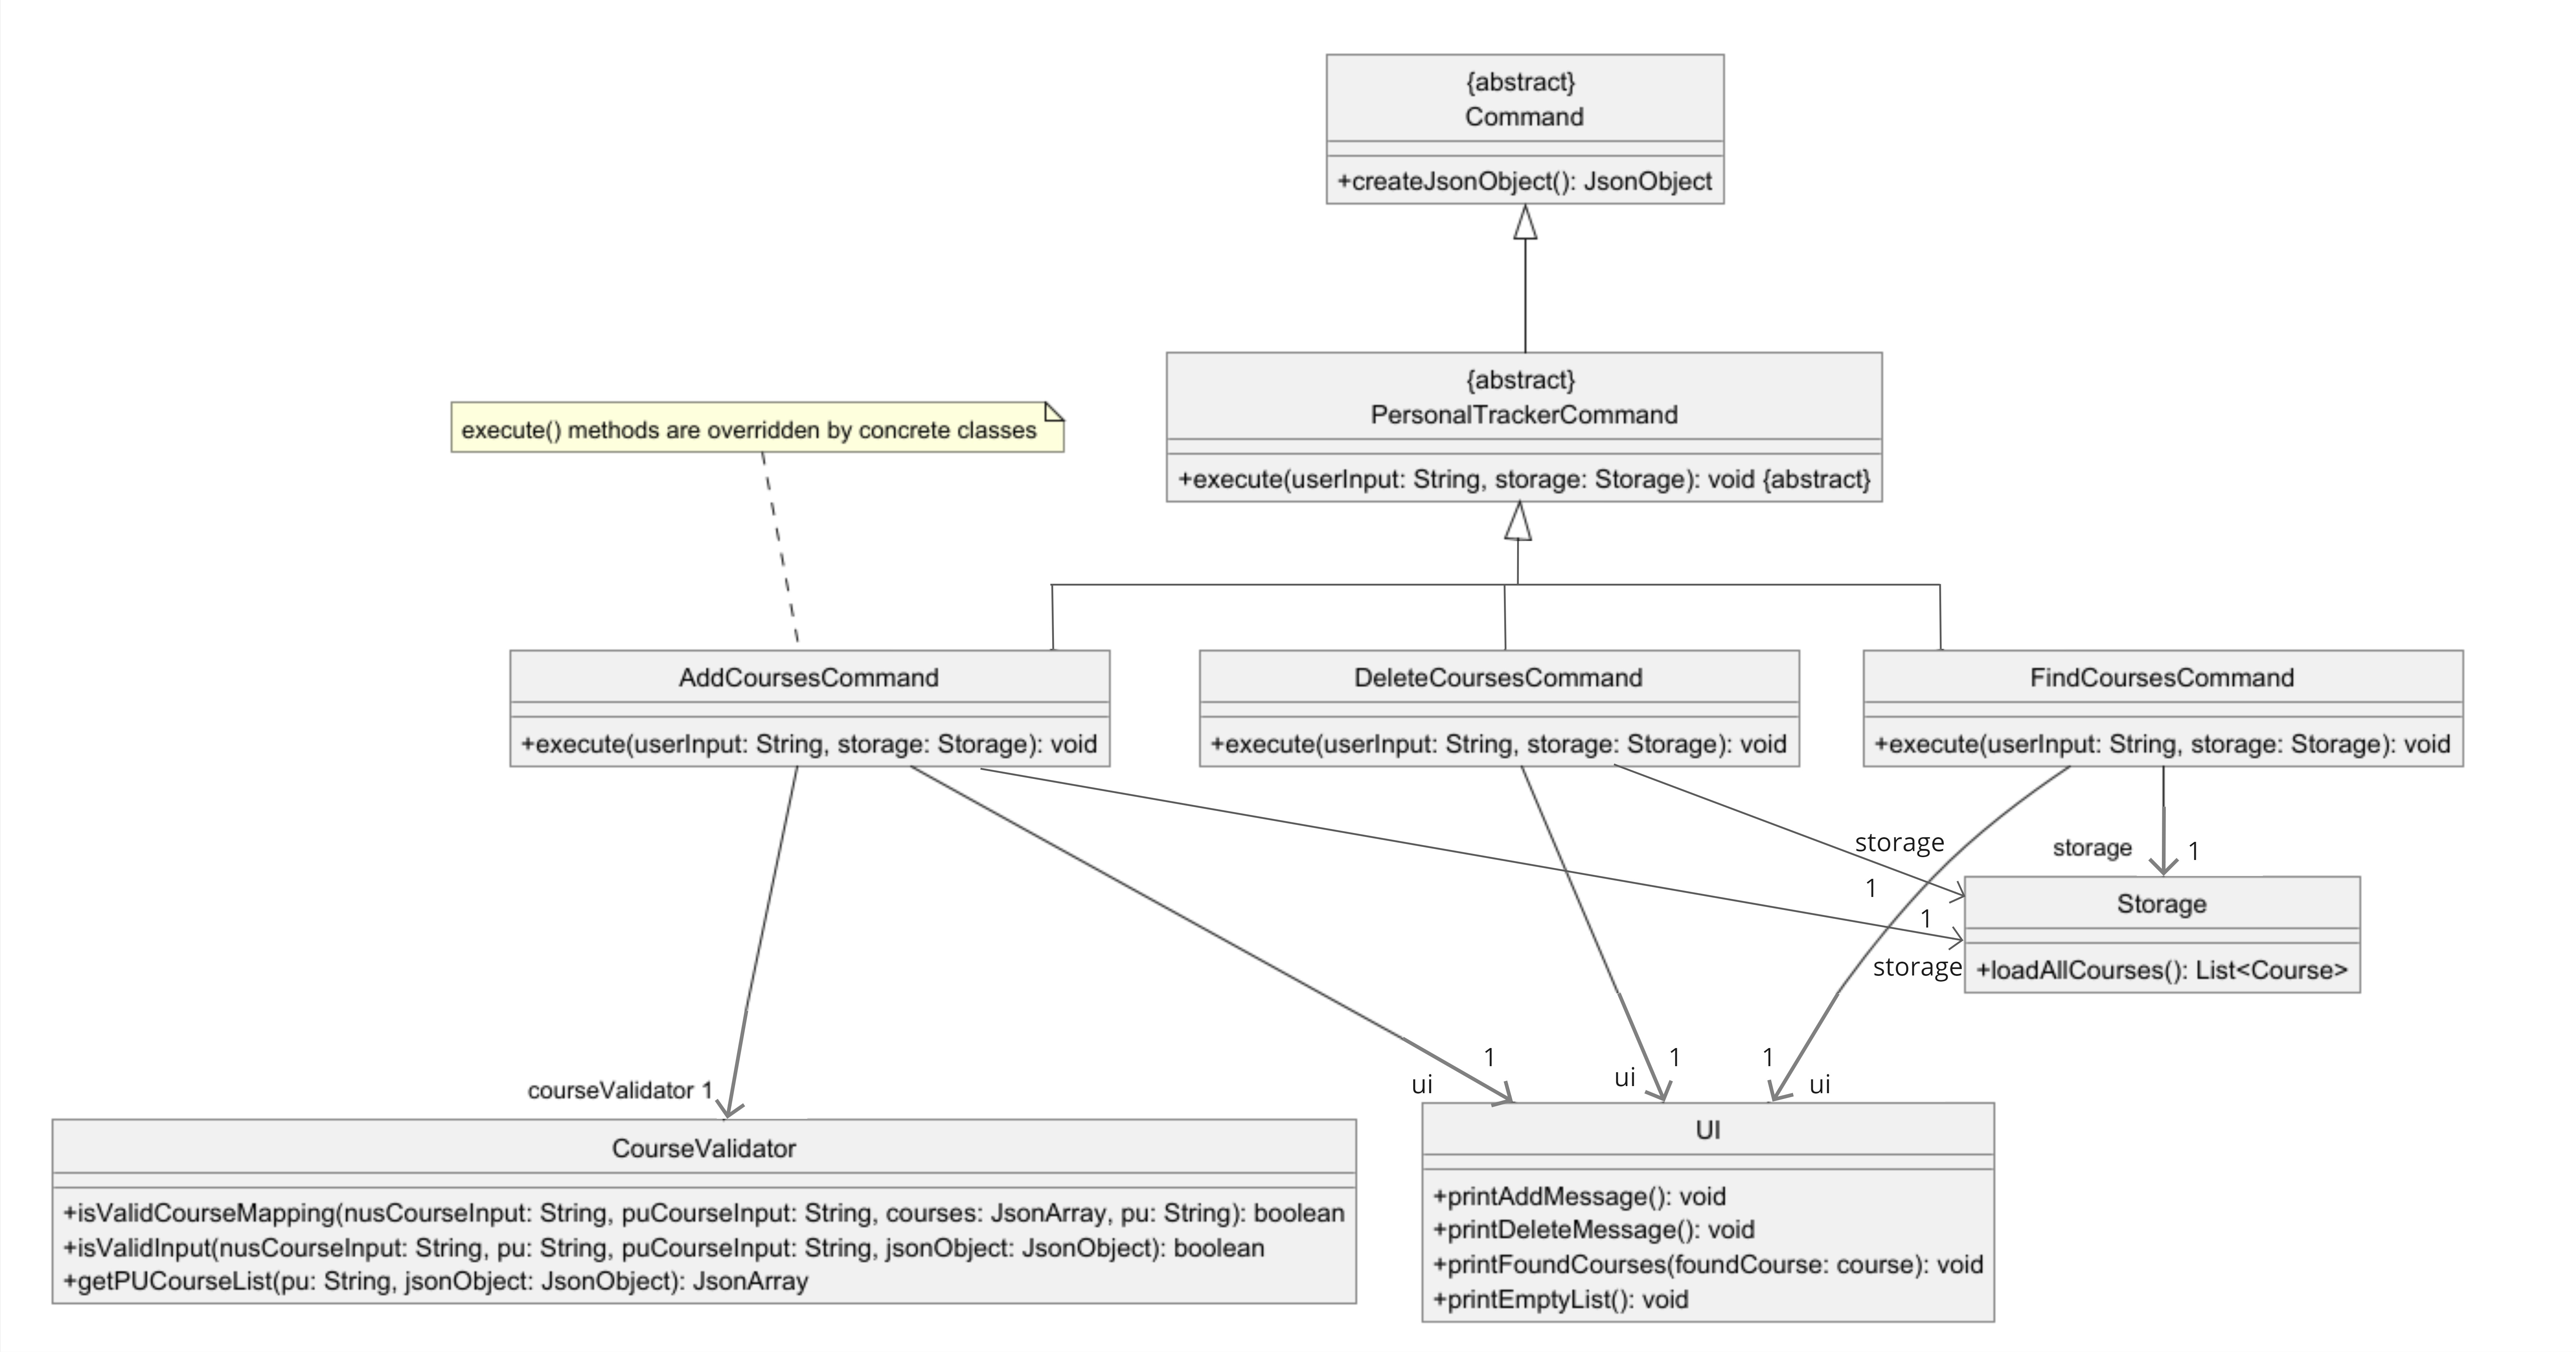 {abstract}
Command
+createJsonObject(): JsonObject
{abstract}
PersonalTrackerCommand
+execute(userInput: String, storage: Storage): void {abstract}
execute() methods are overridden by concrete classes
AddCoursesCommand
+execute(userInput: String, storage: Storage): void
DeleteCoursesCommand
+execute(userInput: String, storage: Storage): void
FindCoursesCommand
+execute(userInput: String, storage: Storage): void
storage
1
storage
1
1
storage
Storage
+loadAllCourses(): List<Course>
courseValidator 1
ui
1
ui
1
1
ui
CourseValidator
+isValidCourseMapping(nusCourseInput: String, puCourseInput: String, courses: JsonArray, pu: String): boolean
+isValidInput(nusCourseInput: String, pu: String, puCourseInput: String, jsonObject: JsonObject): boolean
+getPUCourseList(pu: String, jsonObject: JsonObject): JsonArray
UI
+printAddMessage(): void
+printDeleteMessage(): void
+printFoundCourses(foundCourse: course): void
+printEmptyList(): void